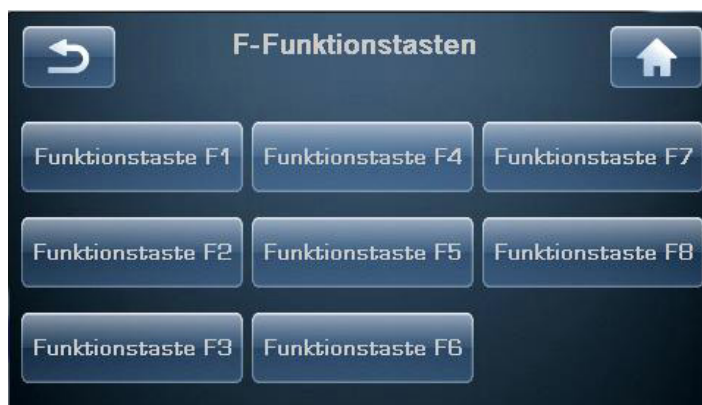 F-Funktionstasten
Funktionstaste F1
Funktionstaste F4
Funktionstaste F7
Funktionstaste F2
Funktionstaste F5
Funktionstaste F8
Funktionstaste F3
Funktionstaste F6